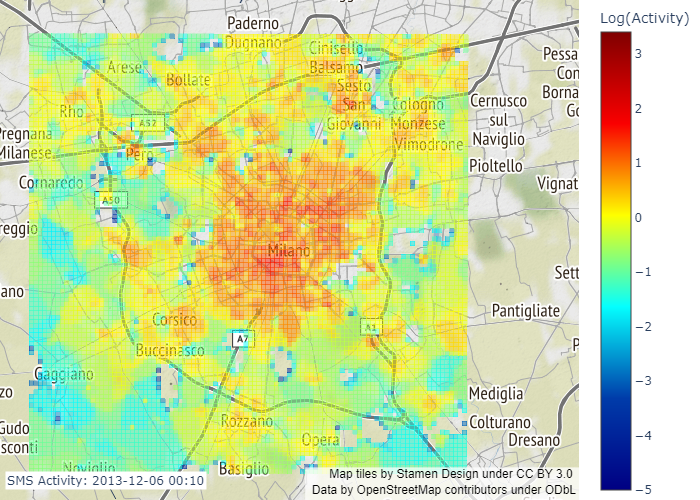 Log(Activity)
Paderno
Dugnano
Cinisello
Balsamo
Arese
Bollate
Pessa
Con
Borna
Go
Sesto
San
Giovanni
Cologno
Monzese
Cernusco
sul
Naviglio
Rho
A52
Vimodrone
Pregnana
Milanese
Pero
Pioltello
Cornaredo
Vignat
A50
reggio
Milano
Sett
ano
Pantigliate
Corsico
A1
A7
P
Buccinasco
Gaggiano
zo
Mediglia
Rozzano
Colturano
Gudo
sconti
Opera
Dresano
Noviglio
Basiglio
3
2
1
0
−1
−2
−3
−4
−5
SMS Activity: 2013-12-06 00:10
Map tiles by Stamen Design under CC BY 3.0
Data by OpenStreetMap contributors under ODbL